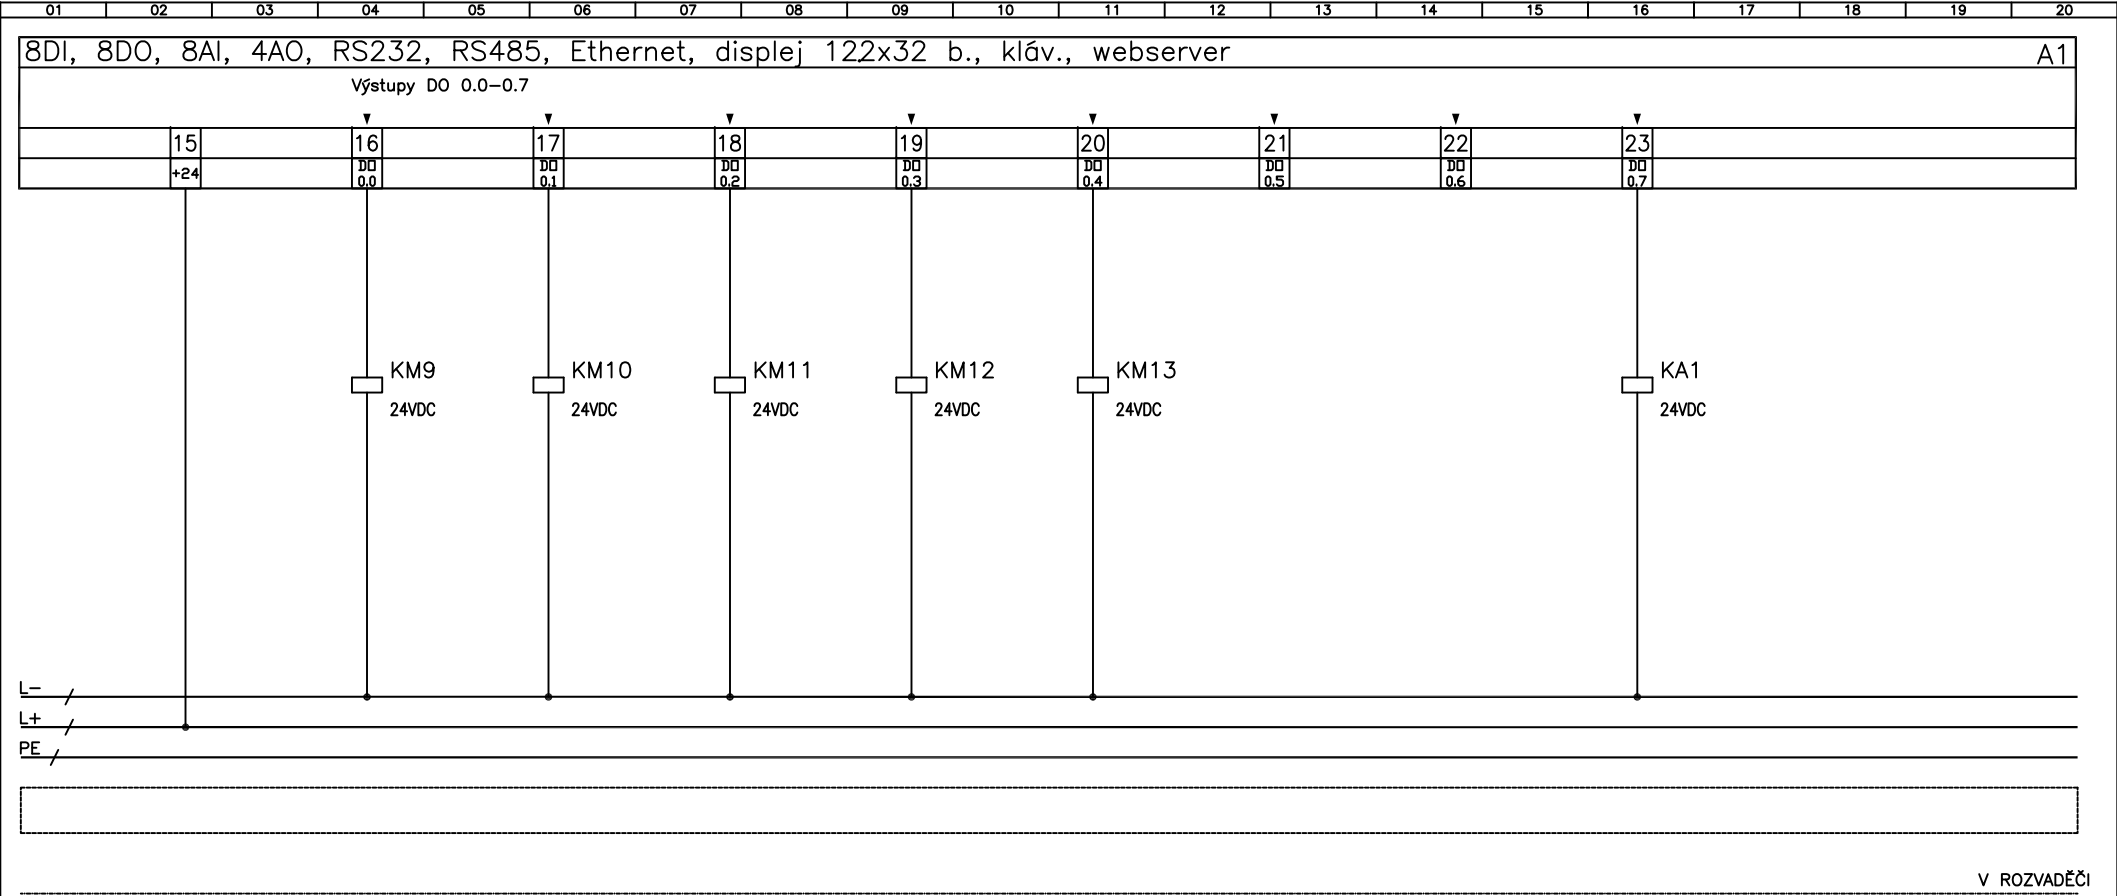 01 02 03 04 05 06 07 08 09 10 11 12 13 14 15 16 17 18 19 20
8DI, 8DO, 8AI, 4AO, RS232, RS485, Ethernet, displej 122x32 b., kláv., webserver A1
Výstupy DO 0.0-0.7
15 16 17 18 19 20 21 22 23
+24 DO DO DO DO DO DO DO DO
0.0 0.1 0.2 0.3 0.4 0.5 0.6 0.7
KM9 KM10 KM11 KM12 KM13 KA1
24VDC 24VDC 24VDC 24VDC 24VDC 24VDC
L-
L+
PE
V ROZVADĚČI